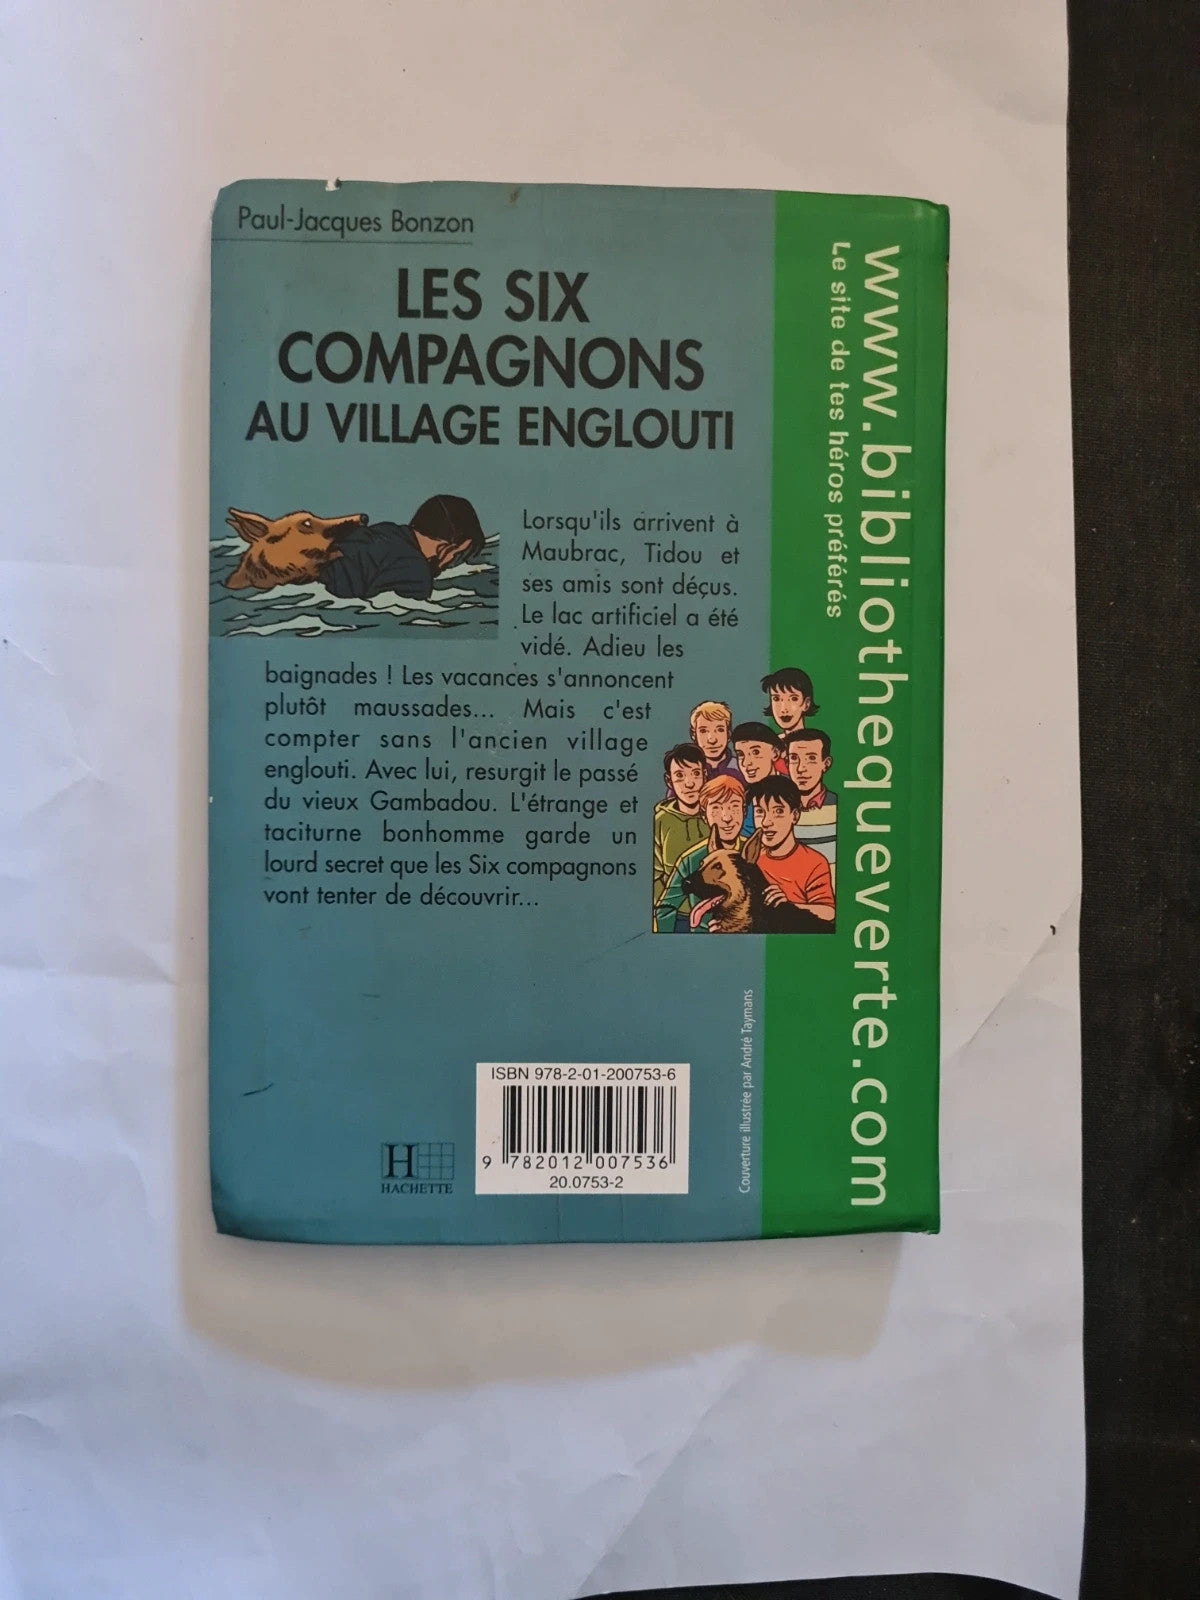 Paul-Jacques Bonzon
LES SIX
COMPAGNONS
AU VILLAGE ENGLOUTI
Lorsqu'ils arrivent à
Maubrac, Tidou et
ses amis sont déçus.
Le lac artificiel a été
vidé. Adieu les
baignades ! Les vacances s'annoncent
plutôt maussades... Mais c'est
compter sans l'ancien village
englouti. Avec lui, resurgit le passé
du vieux Gambadou. L'étrange et
taciturne bonhomme garde un
lourd secret que les Six compagnons
vont tenter de découvrir...
www.bibliothequeverte.com
Le site de tes héros préférés
Couverture illustrée par André Taymans
H
HACHETTE
ISBN 978-2-01-200753-6
9 782012 007536
20.0753-2